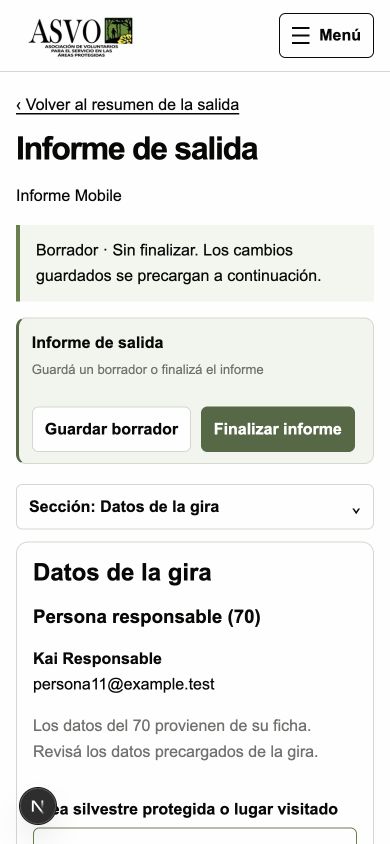 ASVO
ASOCIACIÓN DE VOLUNTARIOS
PARA EL SERVICIO EN LAS
ÁREAS PROTEGIDAS
Menú
‹ Volver al resumen de la salida
Informe de salida
Informe Mobile
Borrador · Sin finalizar. Los cambios
guardados se precargan a continuación.
Informe de salida
Guardá un borrador o finalizá el informe
Guardar borrador
Finalizar informe
Sección: Datos de la gira
Datos de la gira
Persona responsable (70)
Kai Responsable
persona11@example.test
Los datos del 70 provienen de su ficha.
Revisá los datos precargados de la gira.
N
ea silvestre protegida o lugar visitado